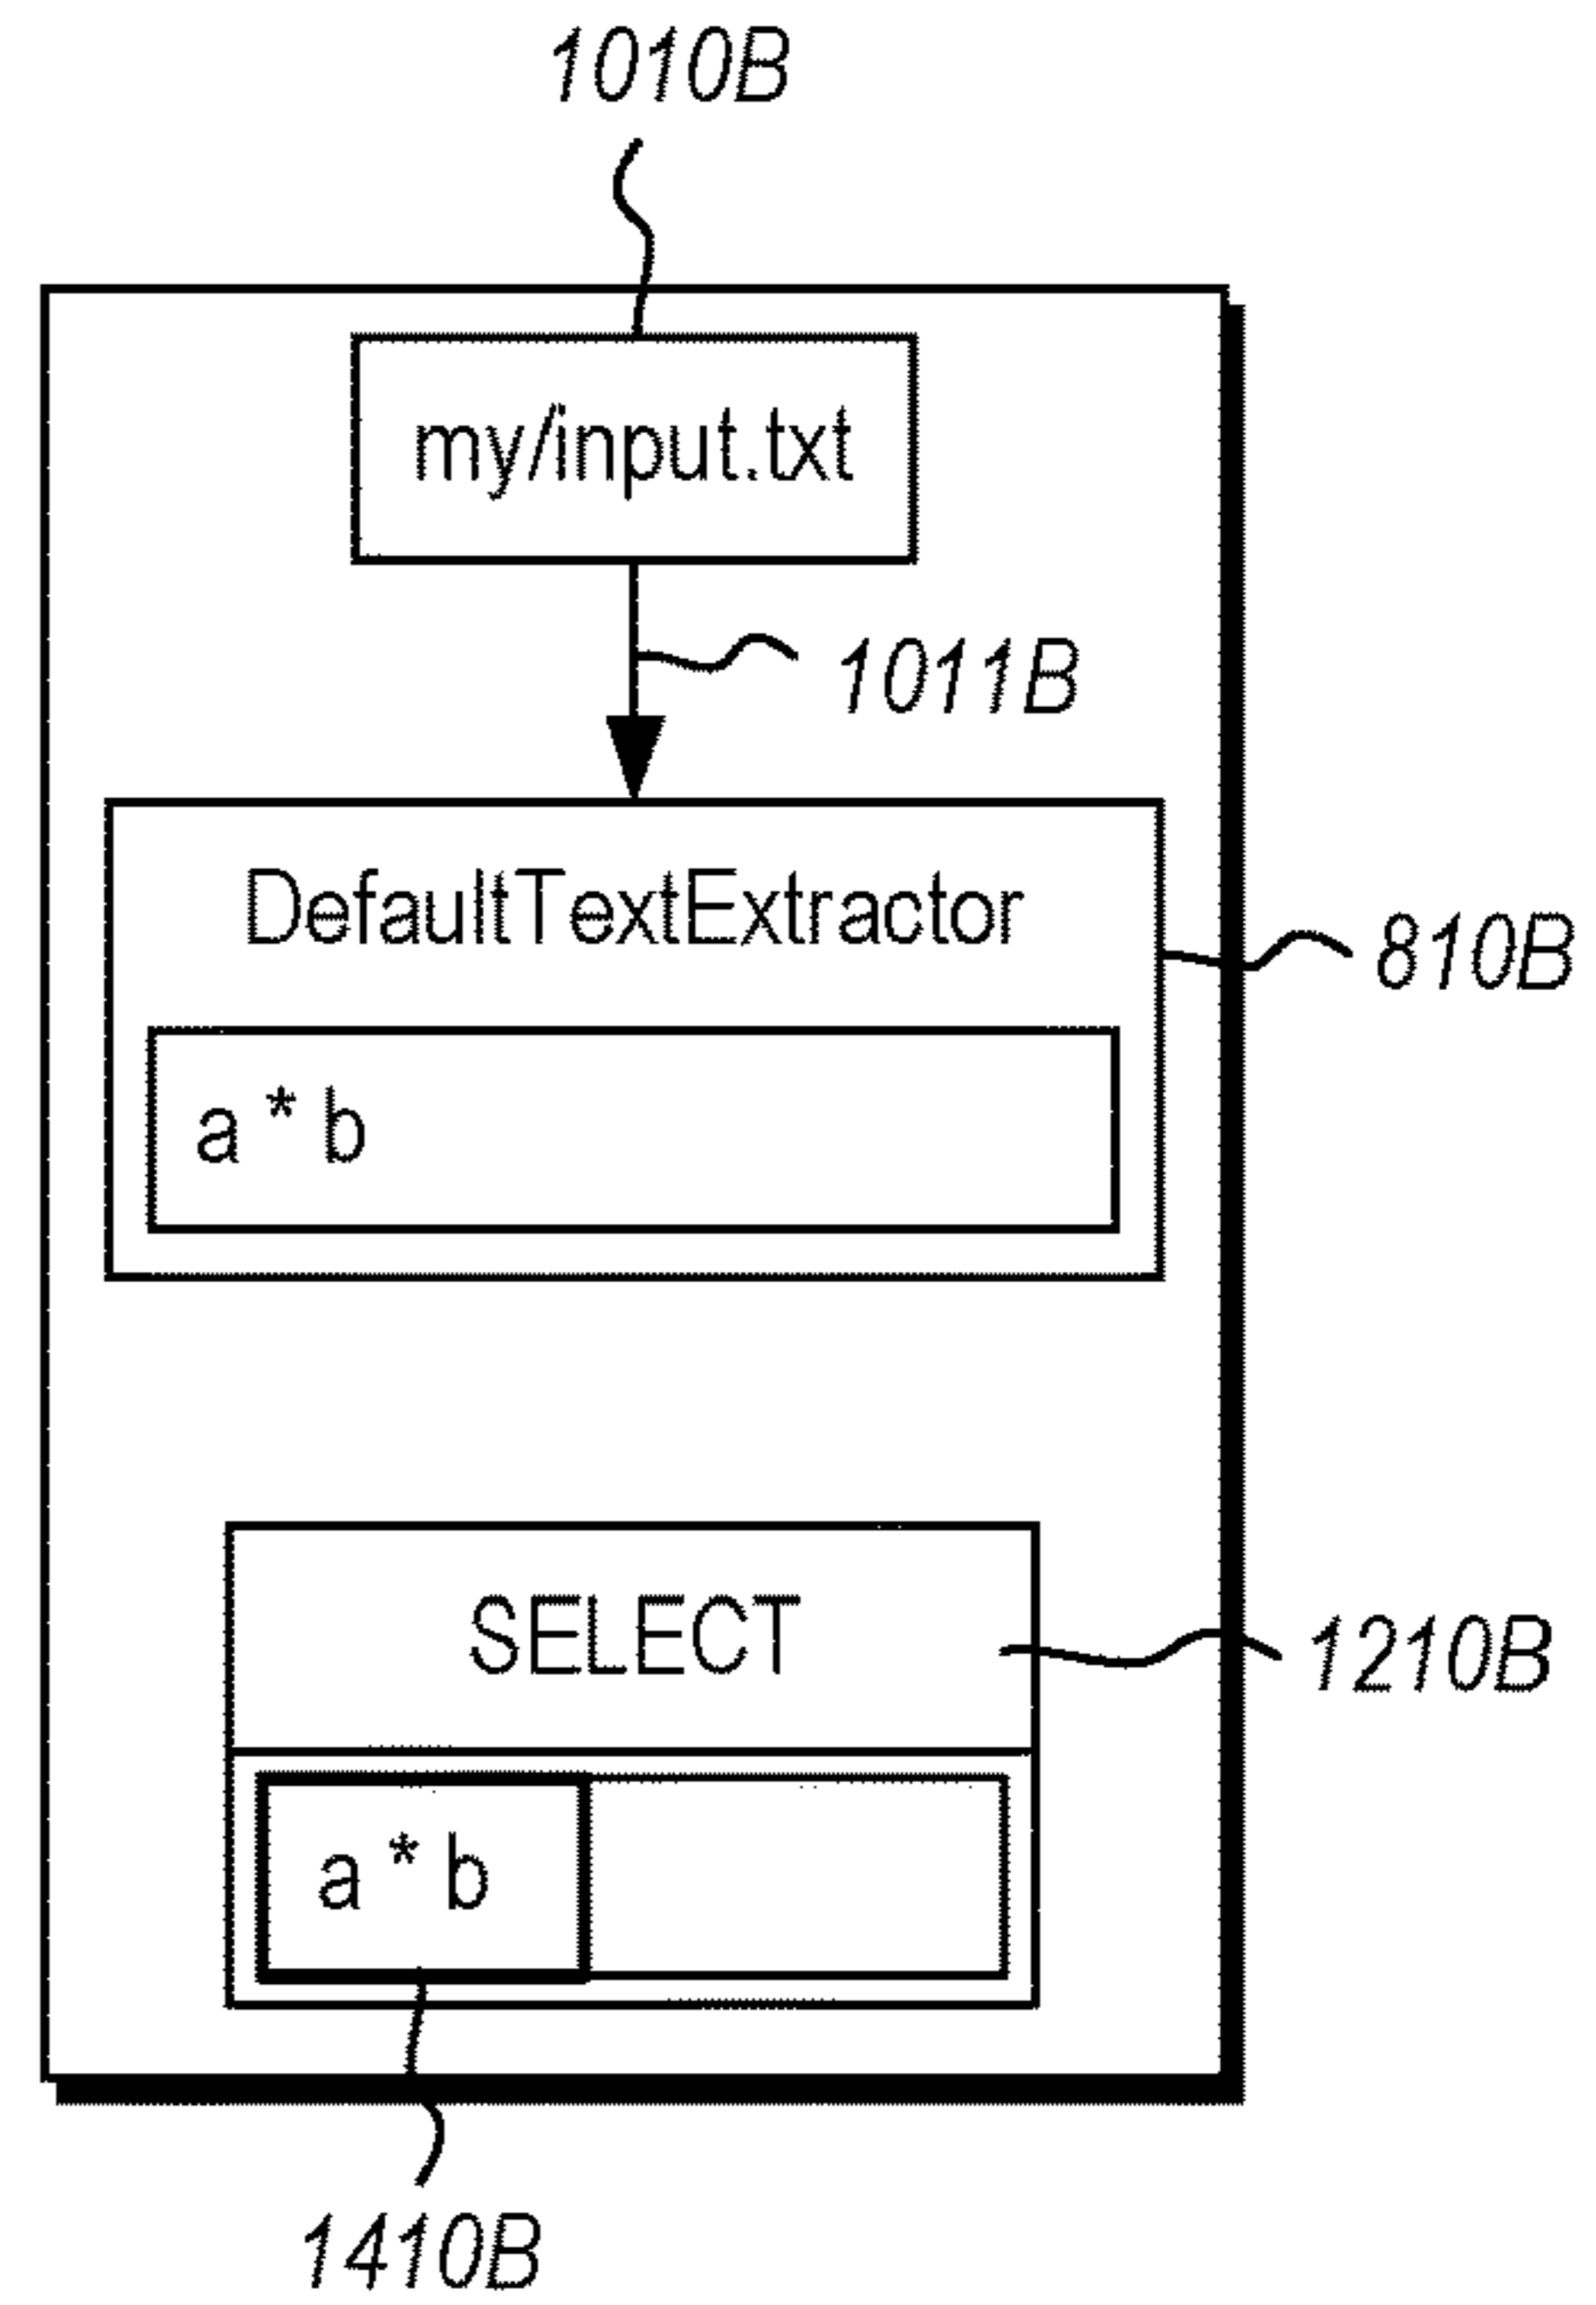 1010B
my/input.txt
1011B
DefaultTextExtractor
810B
a * b
SELECT
1210B
a * b
1410B